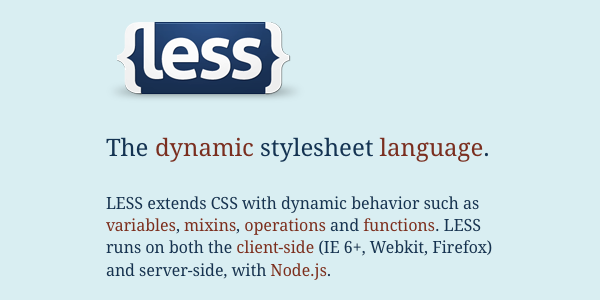 {less}
The dynamic stylesheet language.
LESS extends CSS with dynamic behavior such as
variables, mixins, operations and functions. LESS
runs on both the client-side (IE 6+, Webkit, Firefox)
and server-side, with Node.js.